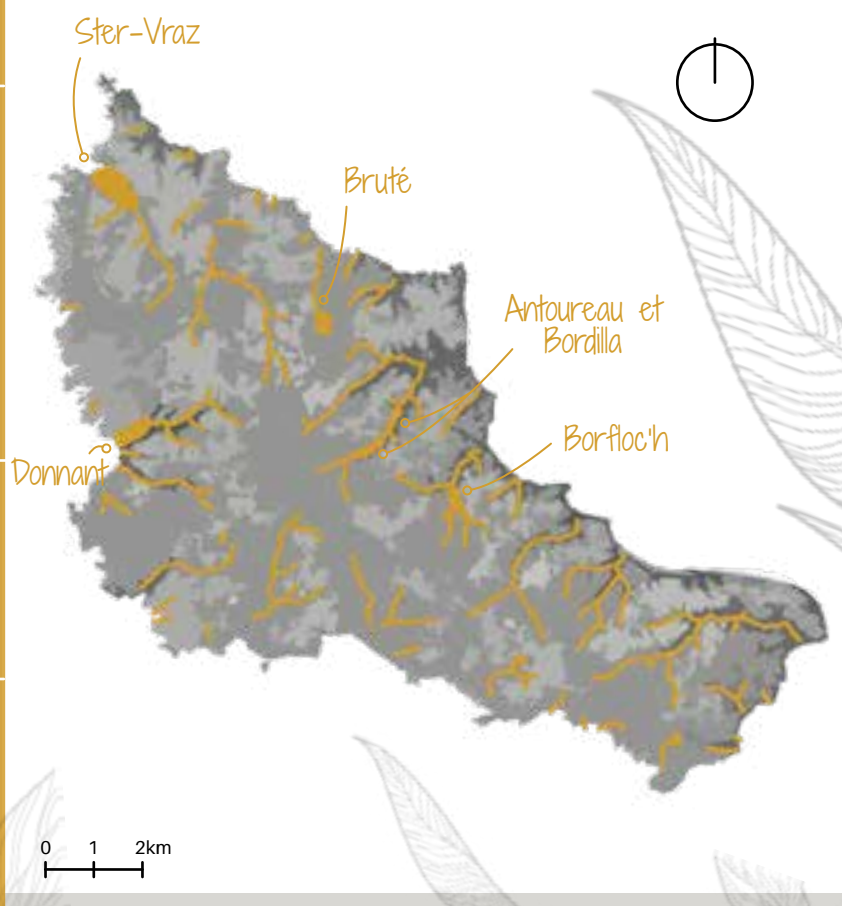 Ster-Vraz
Bruté
Antoureau et
Bordilla
Borfloc'h
Donnant
0 1 2km